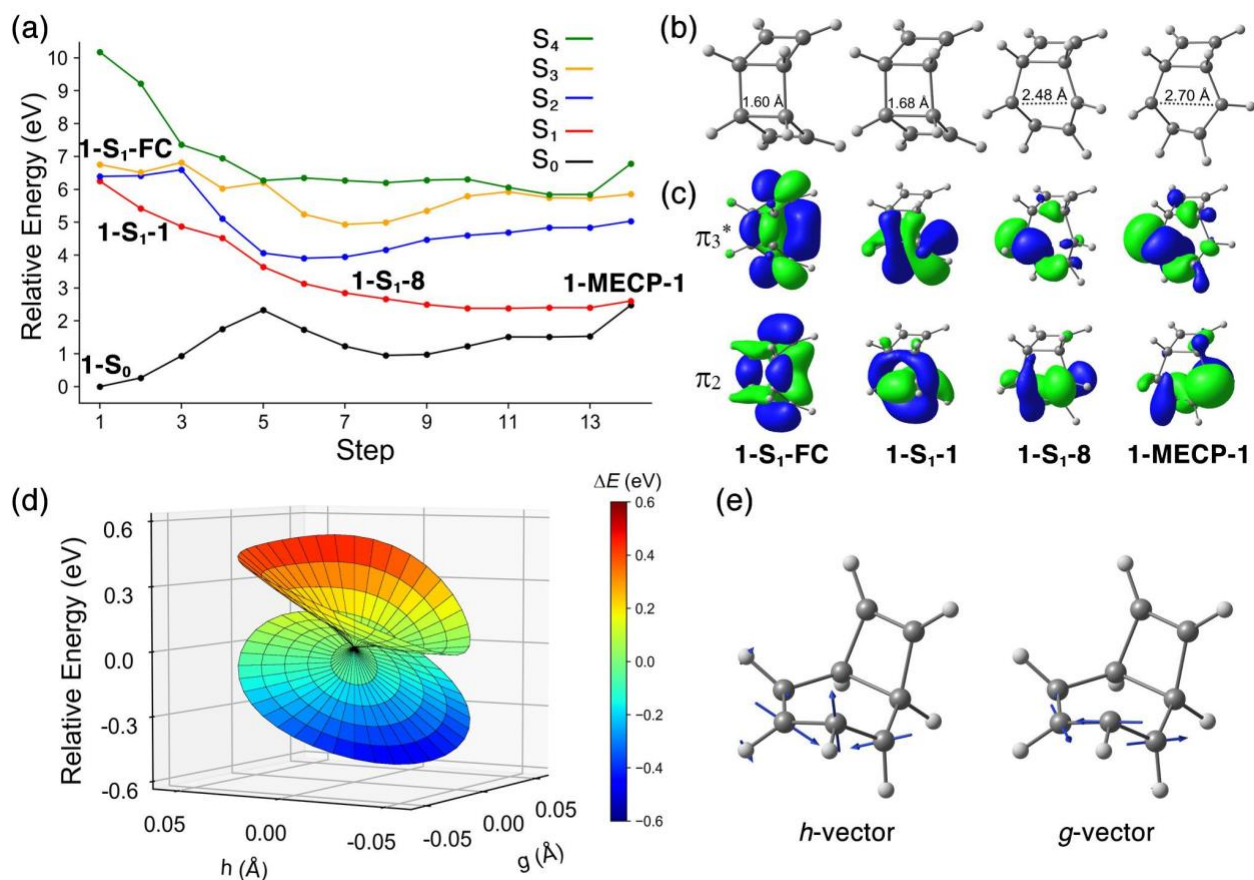 (a)
10
9
8
7
6
5
4
3
2
1
0
Relative Energy (eV)
1-S₁-FC
1-S₁-1
1-S₁-8
1-MECP-1
1-S₀
S₄
S₃
S₂
S₁
S₀
1 3 5 7 9 11 13
Step
(b)
1.60 Å 1.68 Å 2.48 Å 2.70 Å
(c)
π₃*
π₂
1-S₁-FC 1-S₁-1 1-S₁-8 1-MECP-1
(d)
Relative Energy (eV)
0.6
0.3
0.0
-0.3
-0.6
0.05 0.00 -0.05
h (Å)
-0.05 0.00 0.05
g (Å)
ΔE (eV)
0.6
0.4
0.2
0.0
−0.2
−0.4
−0.6
(e)
h-vector g-vector